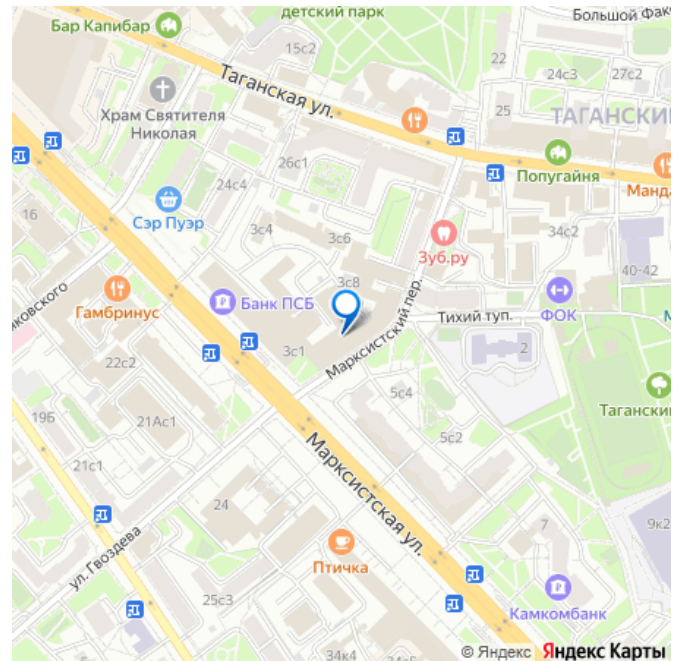 детский парк
Большой Фак
Бар Капибар
15с2
22
24с3
27с2
Таганская ул.
Храм Святителя
Николая
25
ТАГАНСКИ
26с1
Попугайня
Манда
24с4
16
Сэр Пуэр
3с4
3с6
Зуб.ру
34с2
40-42
3с8
иковского
Гамбринус
Банк ПСБ
Марксистский пер.
Тихий туп.
ФОК
М
3с1
2
22с2
5с4
Таганский
19Б
21Ас1
5с2
21с1
Марксистская ул.
24
7
9к2
ул. Гвоздева
Птичка
25с3
Камкомбанк
34к4
© Яндекс Яндекс Карты